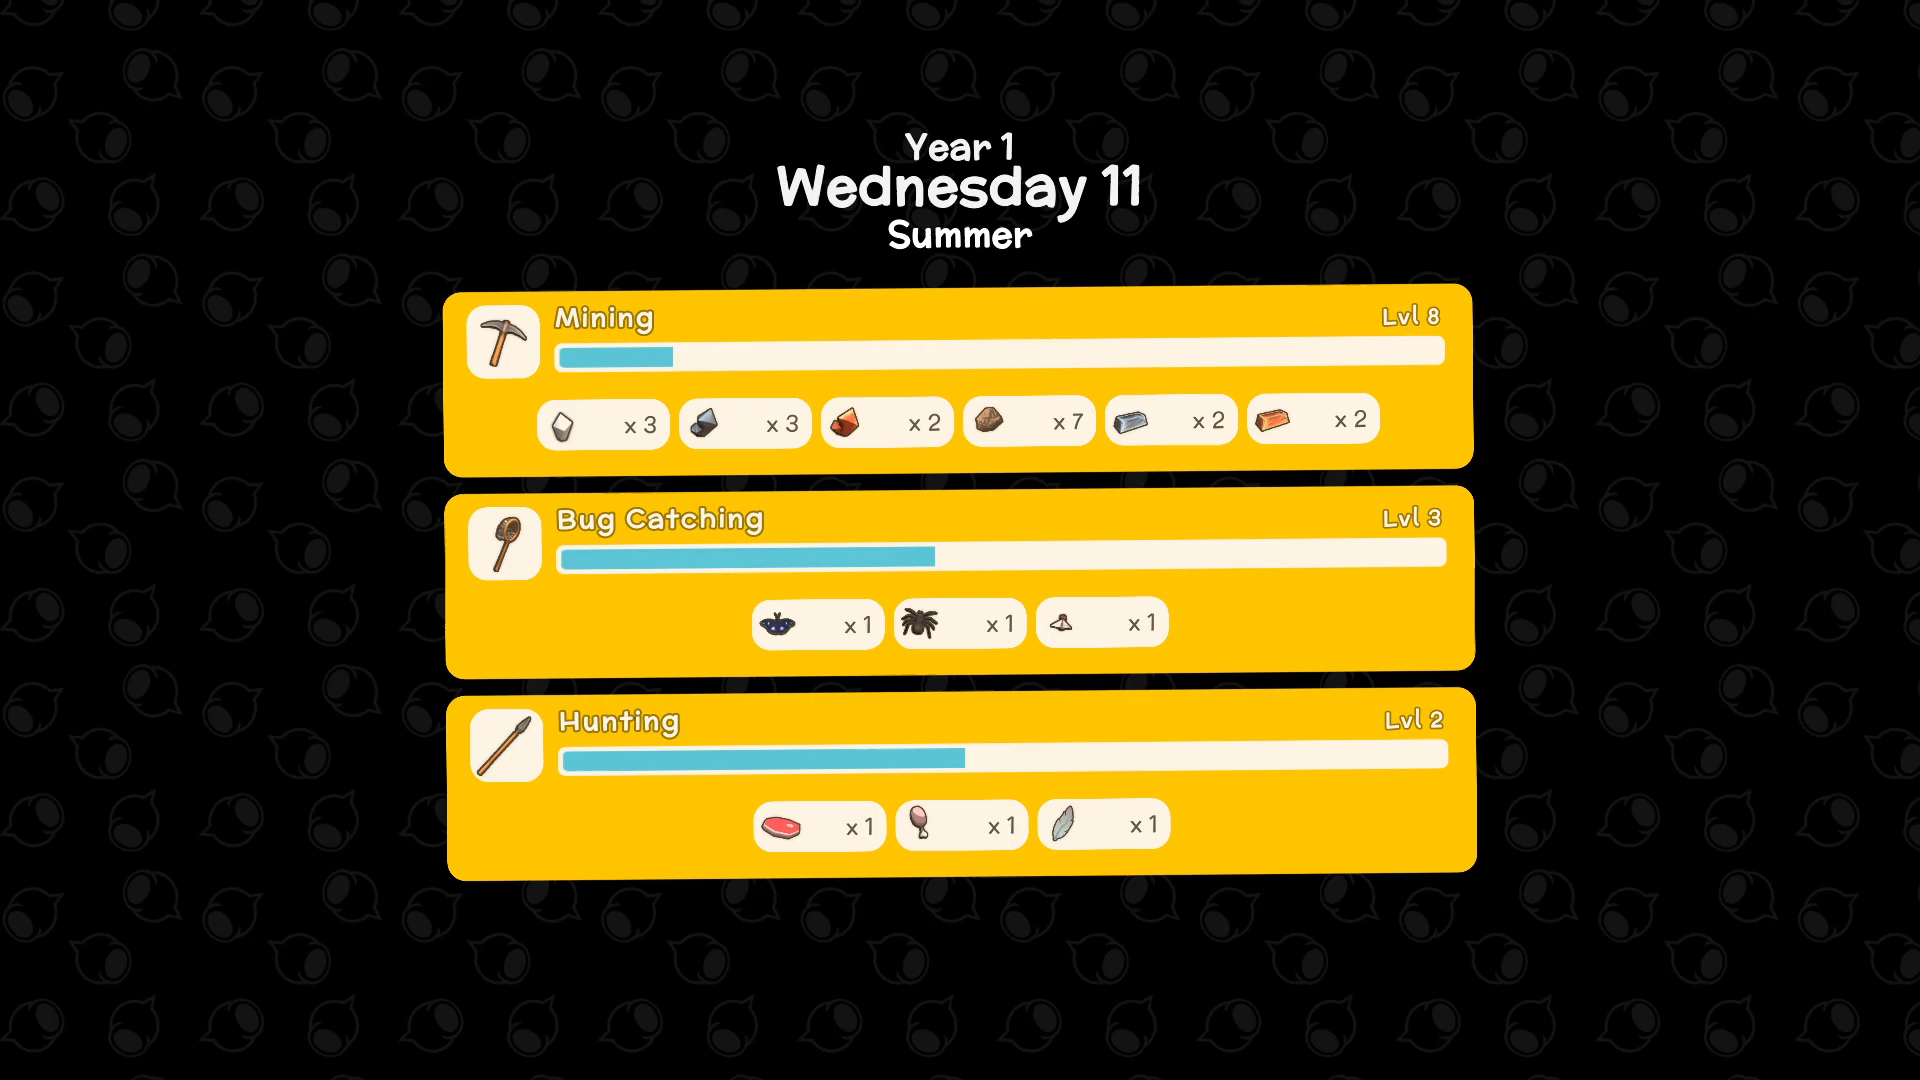 Year 1
Wednesday 11
Summer
Mining Lvl 8
x 3 x 3 x 2 x 7 x 2 x 2
Bug Catching Lvl 3
x 1 x 1 x 1
Hunting Lvl 2
x 1 x 1 x 1